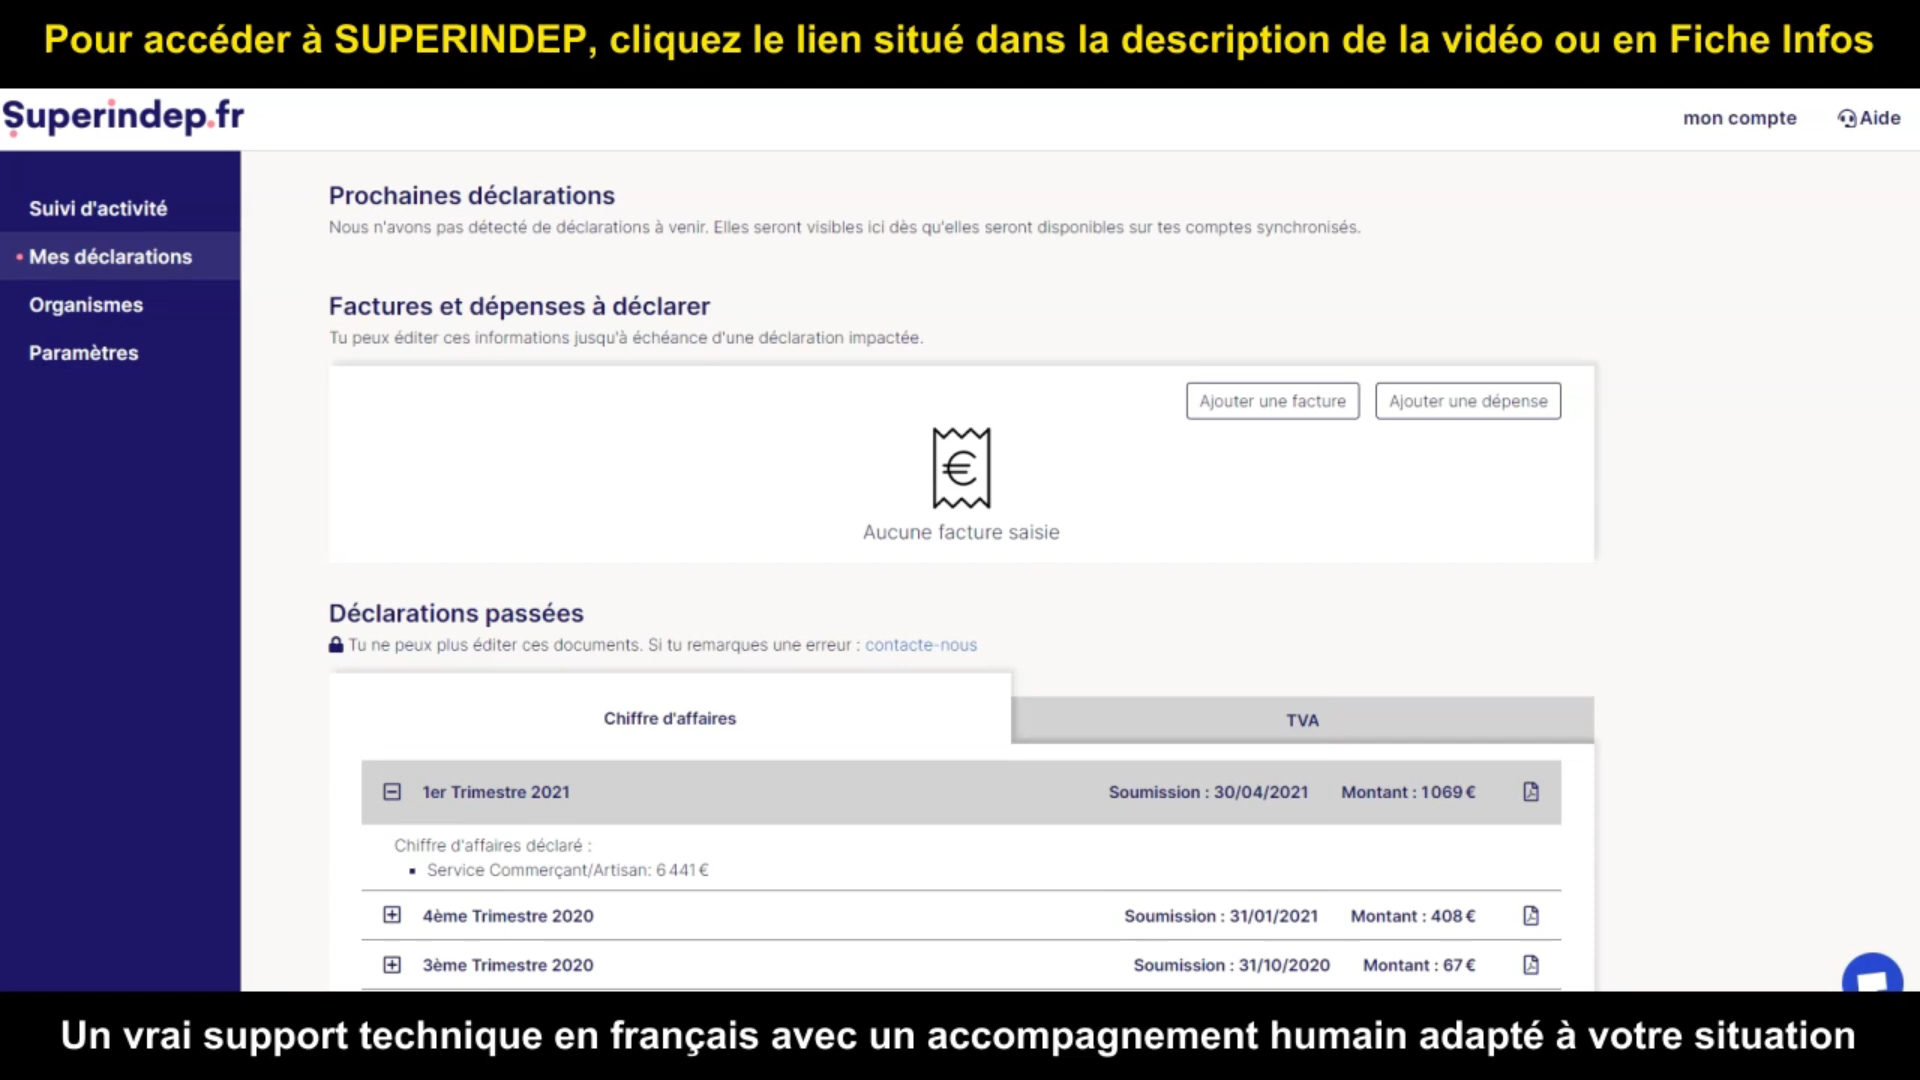 Pour accéder à SUPERINDEP, cliquez le lien situé dans la description de la vidéo ou en Fiche Infos
Superindep.fr
mon compte
Aide
Suivi d'activité
Mes déclarations
Organismes
Paramètres
Prochaines déclarations
Nous n'avons pas détecté de déclarations à venir. Elles seront visibles ici dès qu'elles seront disponibles sur tes comptes synchronisés.
Factures et dépenses à déclarer
Tu peux éditer ces informations jusqu'à échéance d'une déclaration impactée.
Ajouter une facture
Ajouter une dépense
€
Aucune facture saisie
Déclarations passées
Tu ne peux plus éditer ces documents. Si tu remarques une erreur : contacte-nous
Chiffre d'affaires
TVA
1er Trimestre 2021 Soumission : 30/04/2021 Montant : 1 069 €
Chiffre d'affaires déclaré :
▪ Service Commerçant/Artisan: 6 441 €
4ème Trimestre 2020 Soumission : 31/01/2021 Montant : 408 €
3ème Trimestre 2020 Soumission : 31/10/2020 Montant : 67 €
Un vrai support technique en français avec un accompagnement humain adapté à votre situation